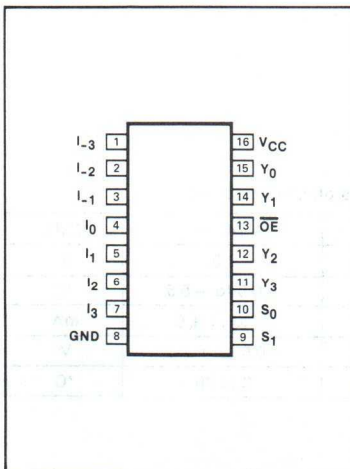 I-3 1 16 VCC
I-2 2 15 Y0
I-1 3 14 Y1
I0 4 13 OE
I1 5 12 Y2
I2 6 11 Y3
I3 7 10 S0
GND 8 9 S1